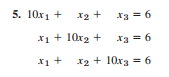 5. 10x₁ + x₂ + x₃ = 6
x₁ + 10x₂ + x₃ = 6
x₁ + x₂ + 10x₃ = 6